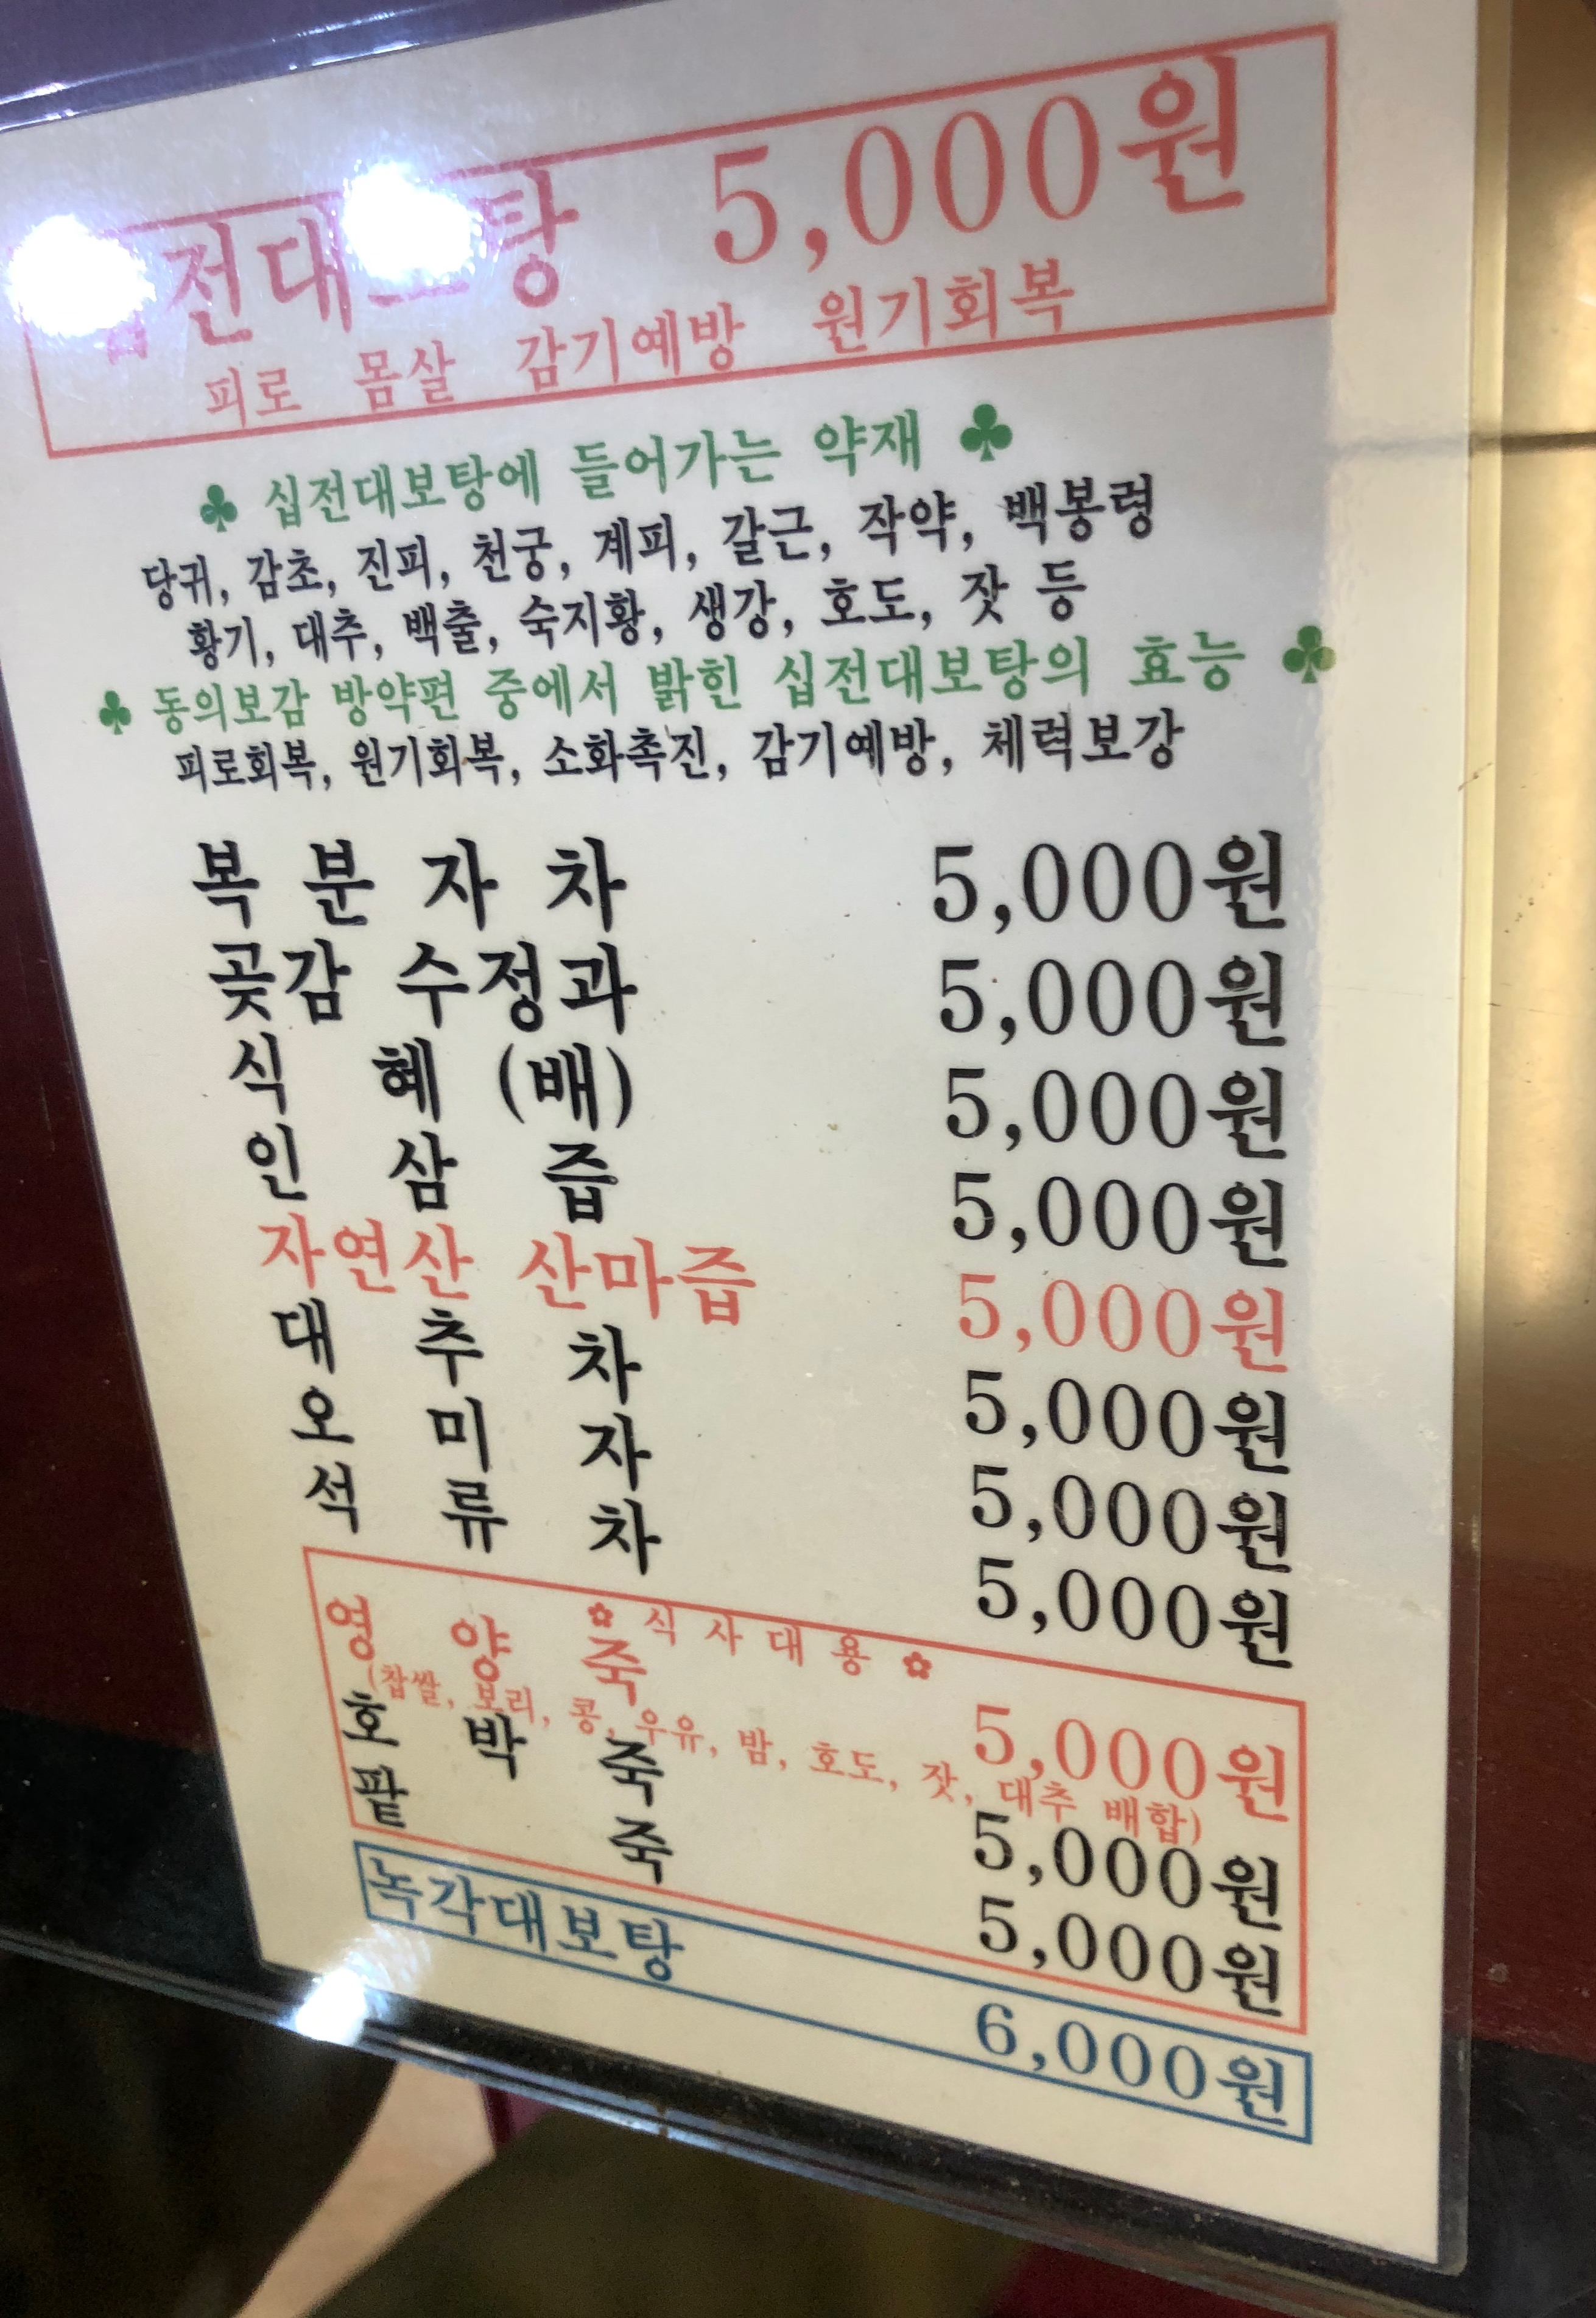 십전대보탕 5,000원
피로 몸살 감기예방 원기회복
♣ 십전대보탕에 들어가는 약재 ♣
당귀, 감초, 진피, 천궁, 계피, 갈근, 작약, 백봉령
황기, 대추, 백출, 숙지황, 생강, 호도, 잣 등
♣ 동의보감 방약편 중에서 밝힌 십전대보탕의 효능 ♣
피로회복, 원기회복, 소화촉진, 감기예방, 체력보강
복 분 자 차 5,000원
곶감 수정과 5,000원
식 혜 (배) 5,000원
인 삼 즙 5,000원
자연산 산마즙 5,000원
대 추 차 5,000원
오 미 자 5,000원
석 류 차 5,000원
✿ 식 사 대 용 ✿
영 양 죽 5,000원
(찹쌀, 보리, 콩, 우유, 밤, 호도, 잣, 대추 배합)
호 박 죽 5,000원
팥 죽 5,000원
녹각대보탕 6,000원